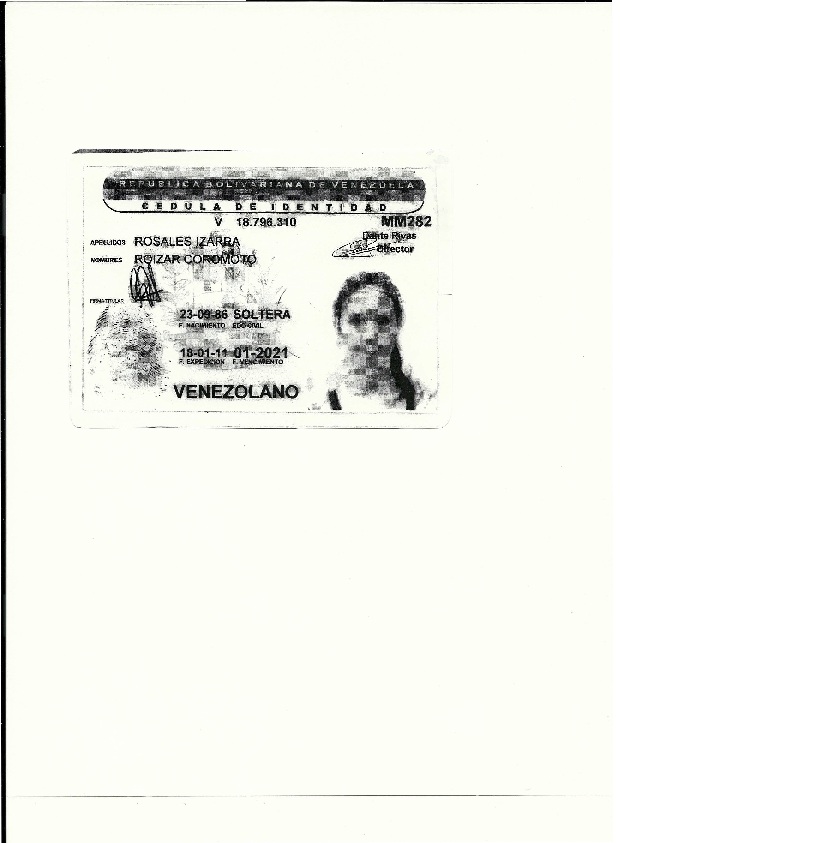 REPUBLICA BOLIVARIANA DE VENEZUELA
CEDULA DE IDENTIDAD
V 18.796.310 MM282
Dante Rivas
Director
APELLIDOS ROSALES IZARRA
NOMBRES ROIZAR COROMOTO
FIRMA TITULAR
23-09-86 SOLTERA
F. NACIMIENTO EDO CIVIL
18-01-11 01-2021
F. EXPEDICION F. VENCIMIENTO
VENEZOLANO